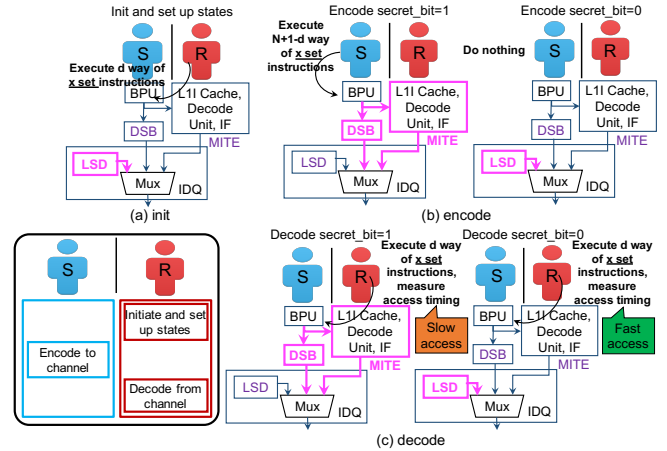 Init and set up states
S
R
Execute d way of
x set instructions
BPU
L1I Cache,
Decode
Unit, IF
DSB
MITE
LSD
Mux
IDQ
(a) init
Encode secret_bit=1
Execute
N+1-d way
of x set
instructions
S
R
BPU
L1I Cache,
Decode
Unit, IF
DSB
MITE
LSD
Mux
IDQ
Encode secret_bit=0
Do nothing
S
R
BPU
L1I Cache,
Decode
Unit, IF
DSB
MITE
LSD
Mux
IDQ
(b) encode
S
R
Initiate and set
up states
Encode to
channel
Decode from
channel
Decode secret_bit=1
S
R
Execute d way
of x set
instructions,
measure
access timing
BPU
L1I Cache,
Decode
Unit, IF
Slow
access
DSB
MITE
LSD
Mux
IDQ
Decode secret_bit=0
S
R
Execute d way
of x set
instructions,
measure
access timing
BPU
L1I Cache,
Decode
Unit, IF
Fast
access
DSB
MITE
LSD
Mux
IDQ
(c) decode